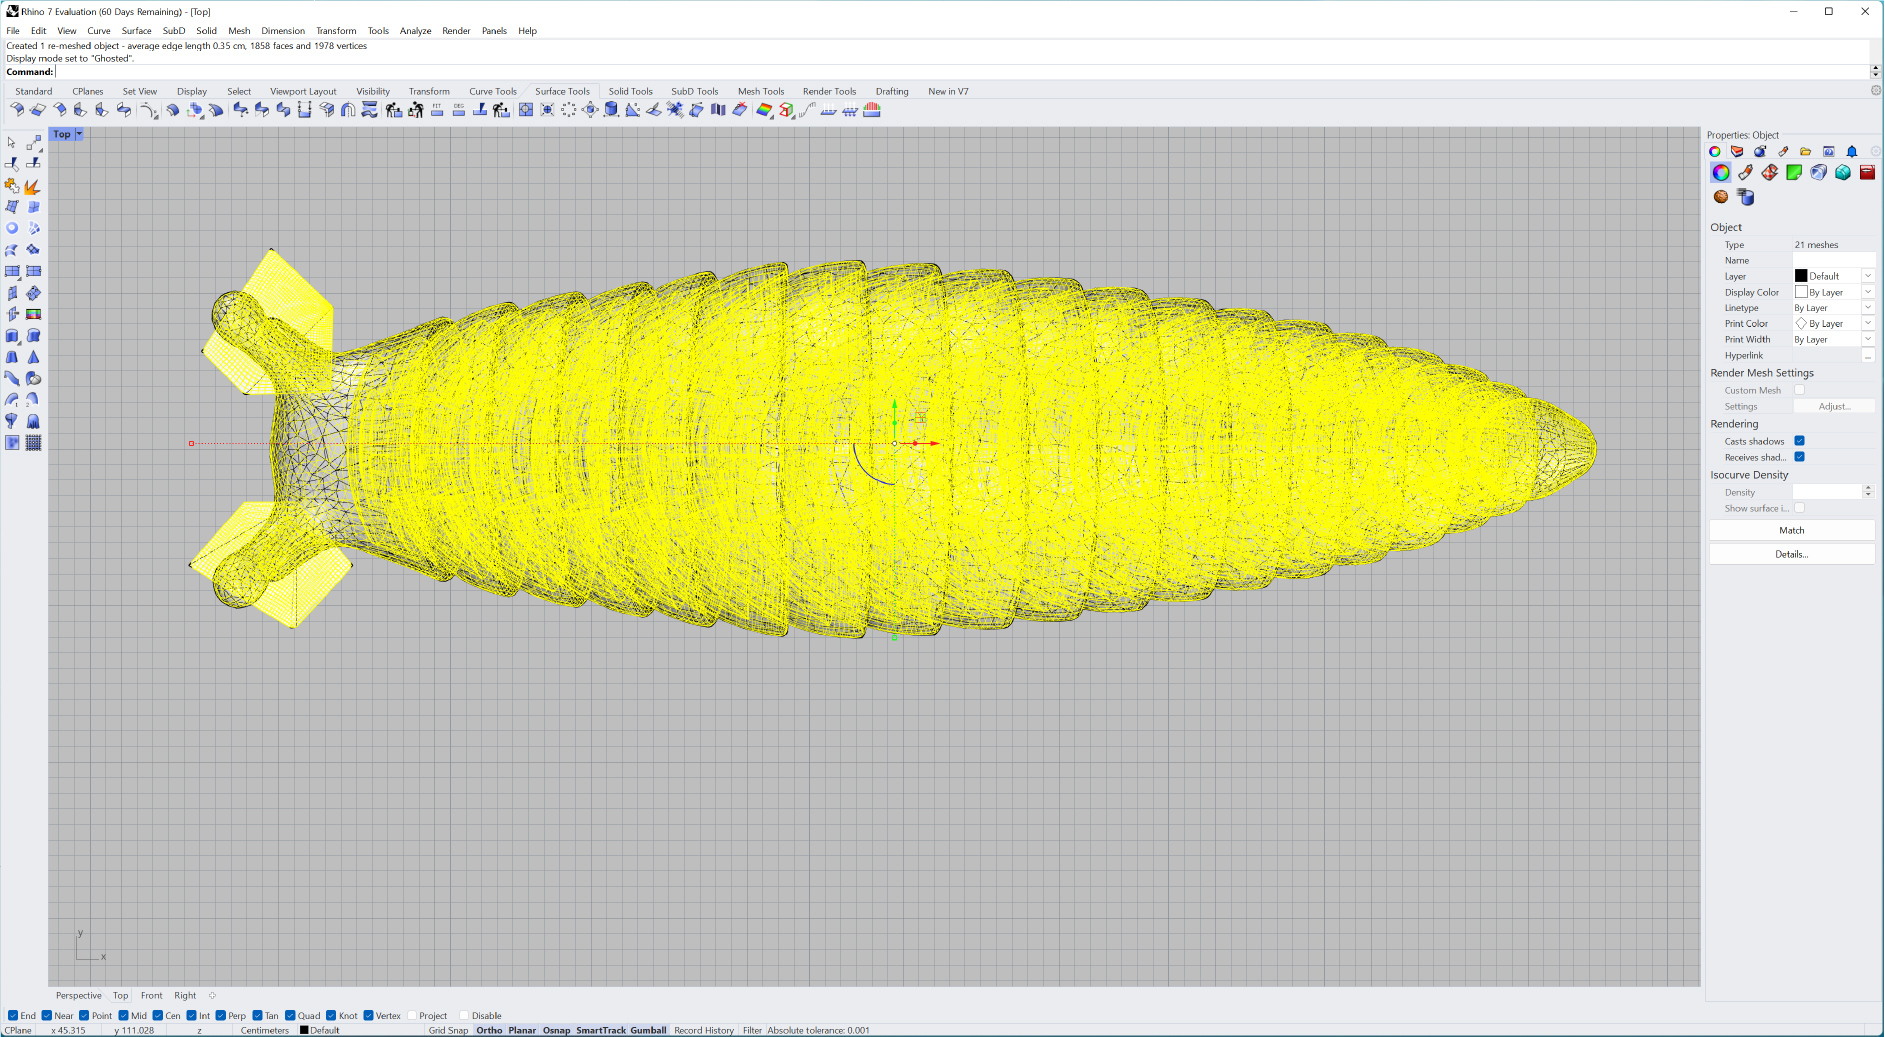 Rhino 7 Evaluation (60 Days Remaining) - [Top]
File Edit View Curve Surface SubD Solid Mesh Dimension Transform Tools Analyze Render Panels Help
Created 1 re-meshed object - average edge length 0.35 cm, 1858 faces and 1978 vertices
Display mode set to "Ghosted".
Command:
Standard CPlanes Set View Display Select Viewport Layout Visibility Transform Curve Tools Surface Tools Solid Tools SubD Tools Mesh Tools Render Tools Drafting New in V7
FIT DEG
Top
Properties: Object
Object
Type 21 meshes
Name
Layer Default
Display Color By Layer
Linetype By Layer
Print Color By Layer
Print Width By Layer
Hyperlink ...
Render Mesh Settings
Custom Mesh
Settings Adjust...
Rendering
Casts shadows
Receives shad...
Isocurve Density
Density
Show surface i...
Match
Details...
y
x
Perspective Top Front Right
End Near Point Mid Cen Int Perp Tan Quad Knot Vertex Project Disable
CPlane x 45.315 y 111.028 z Centimeters Default Grid Snap Ortho Planar Osnap SmartTrack Gumball Record History Filter Absolute tolerance: 0.001